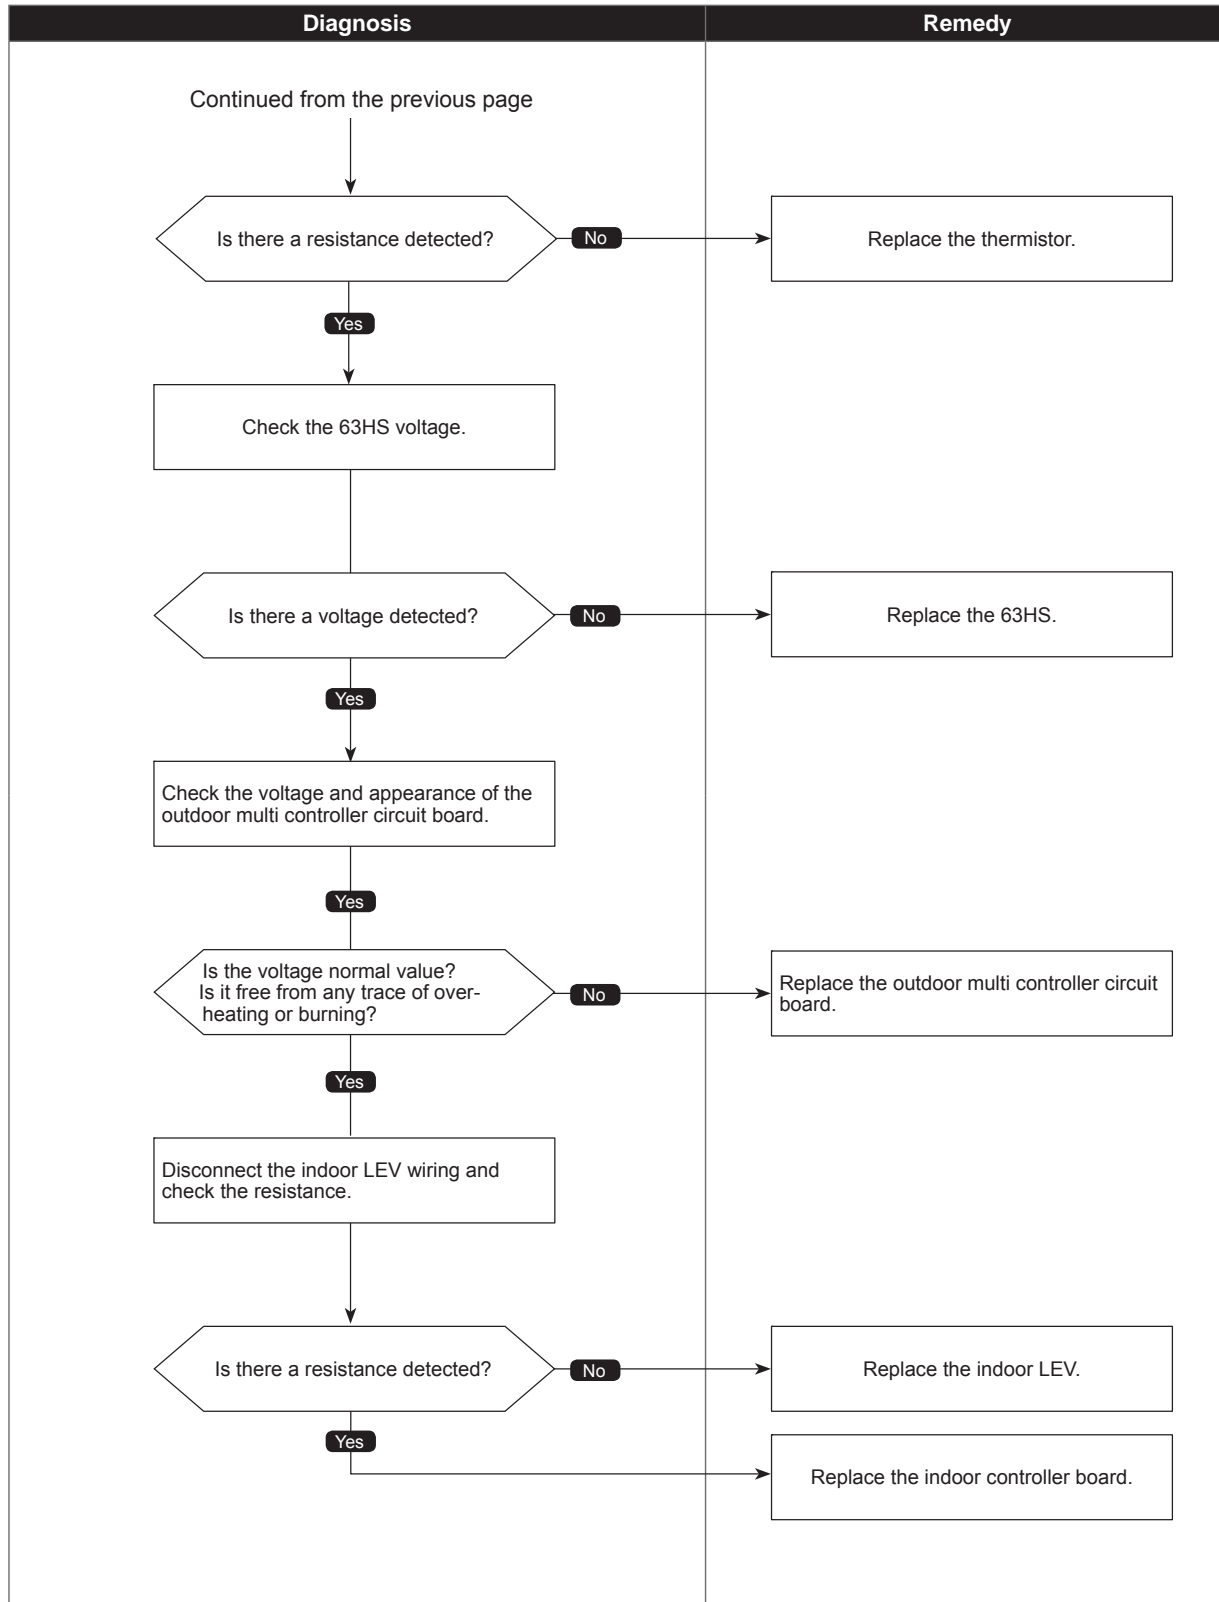 Diagnosis
Remedy
Continued from the previous page
Is there a resistance detected?
No
Replace the thermistor.
Yes
Check the 63HS voltage.
Is there a voltage detected?
No
Replace the 63HS.
Yes
Check the voltage and appearance of the
outdoor multi controller circuit board.
Yes
Is the voltage normal value?
Is it free from any trace of over-
heating or burning?
No
Replace the outdoor multi controller circuit
board.
Yes
Disconnect the indoor LEV wiring and
check the resistance.
Is there a resistance detected?
No
Replace the indoor LEV.
Yes
Replace the indoor controller board.